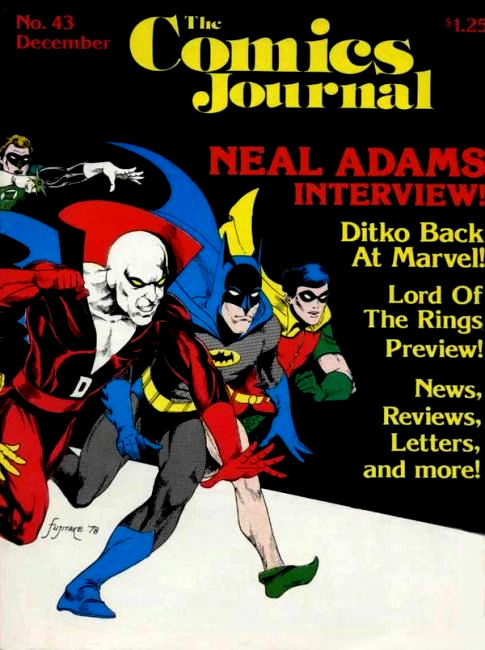 No. 43
December
The
Comics
Journal
$1.25
NEAL ADAMS
INTERVIEW!
Ditko Back
At Marvel!
Lord Of
The Rings
Preview!
News,
Reviews,
Letters,
and more!
D
Fujitake '78